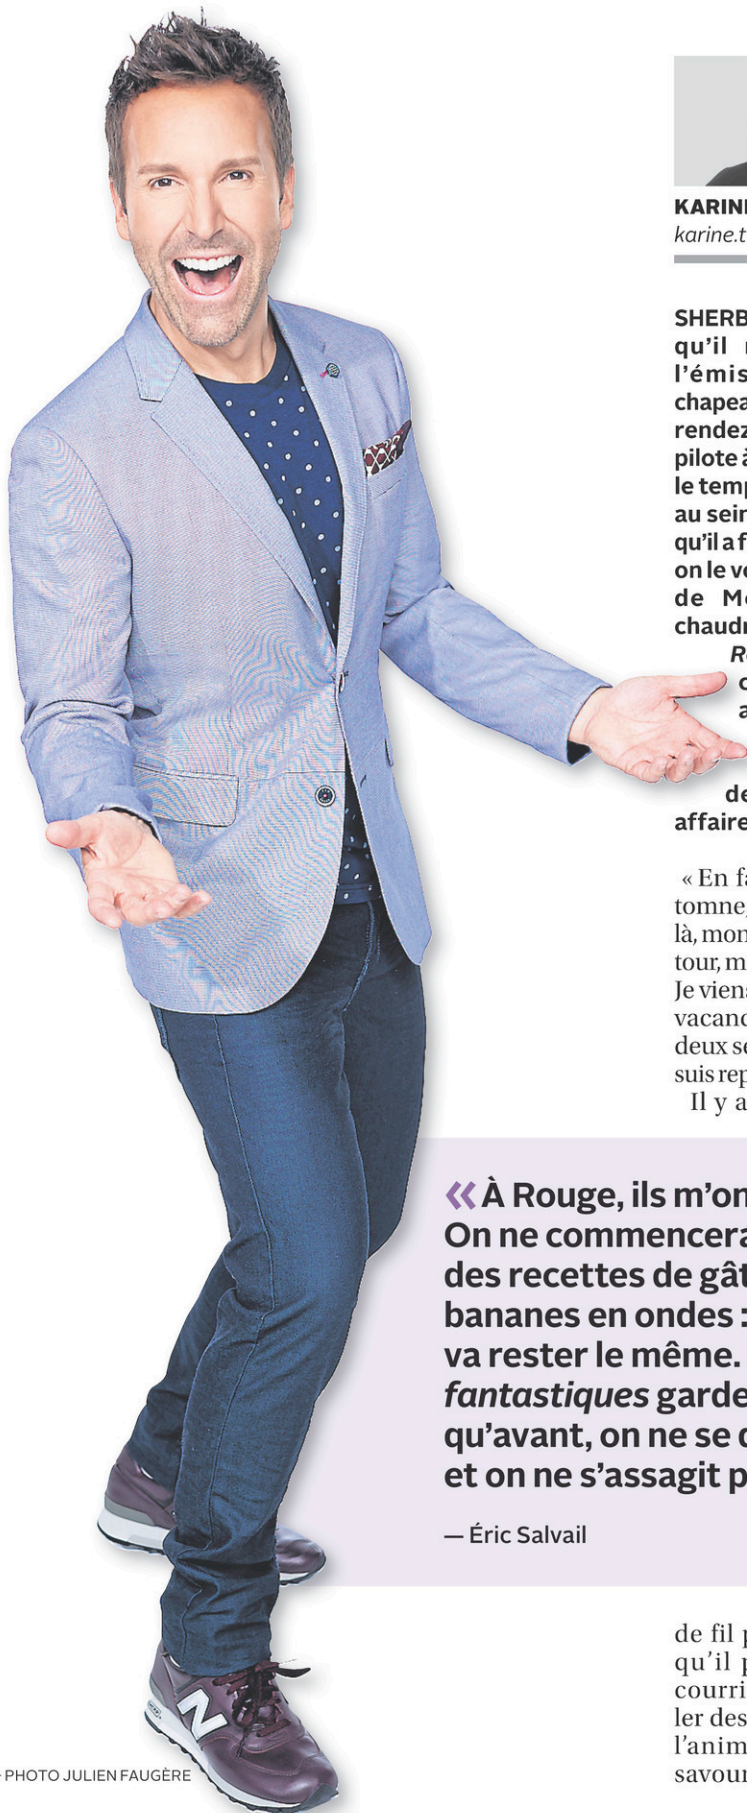 KARINE
karine.t
SHERB
qu'il
l'émis
chapea
rendez
pilote à
le temp
au sein
qu'il a f
on le vo
de Mo
chaudr
R
c
a
de
affaire
« En fa
tomne,
là, mon
tour, m
Je viens
vacanc
deux se
suis rep
Il y a
« À Rouge, ils m'on
On ne commencera
des recettes de gât
bananes en ondes :
va rester le même.
fantastiques garde
qu'avant, on ne se d
et on ne s'assagit p
— Éric Salvail
de fil p
qu'il p
courri
ler des
l'anim
savour
PHOTO JULIEN FAUGÈRE
N